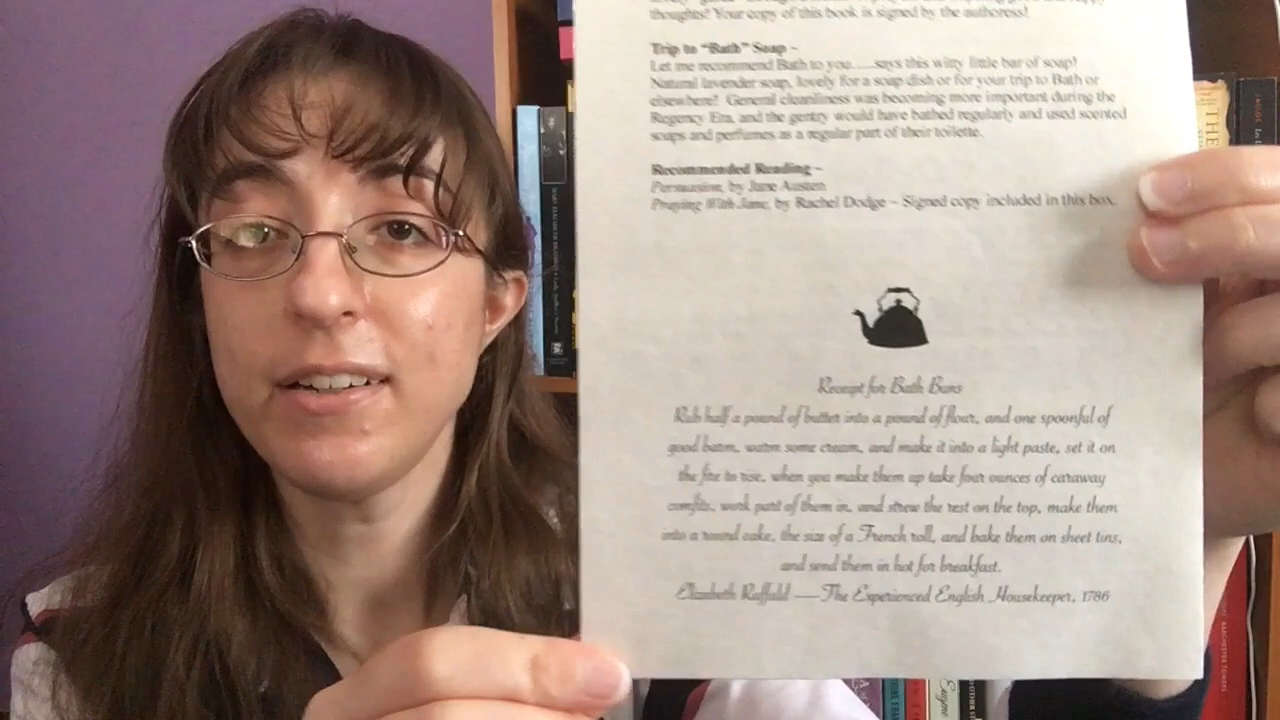 thoughts! Your copy of this book is signed by the authoress!
Trip to “Bath” Soap ~
Let me recommend Bath to you.....says this witty little bar of soap!
Natural lavender soap, lovely for a soap dish or for your trip to Bath or
elsewhere! General cleanliness was becoming more important during the
Regency Era, and the gentry would have bathed regularly and used scented
soaps and perfumes as a regular part of their toilette.
Recommended Reading ~
Persuasion, by Jane Austen
Praying With Jane, by Rachel Dodge ~ Signed copy included in this box.
Receipt for Bath Buns
Rub half a pound of butter into a pound of flour, and one spoonful of
good barm, warm some cream, and make it into a light paste, set it on
the fire to rise, when you make them up take four ounces of caraway
comfits, work part of them in, and strew the rest on the top, make them
into a round cake, the size of a French roll, and bake them on sheet tins,
and send them in hot for breakfast.
Elizabeth Raffald —The Experienced English Housekeeper, 1786
THE
BARCHESTER TOWERS